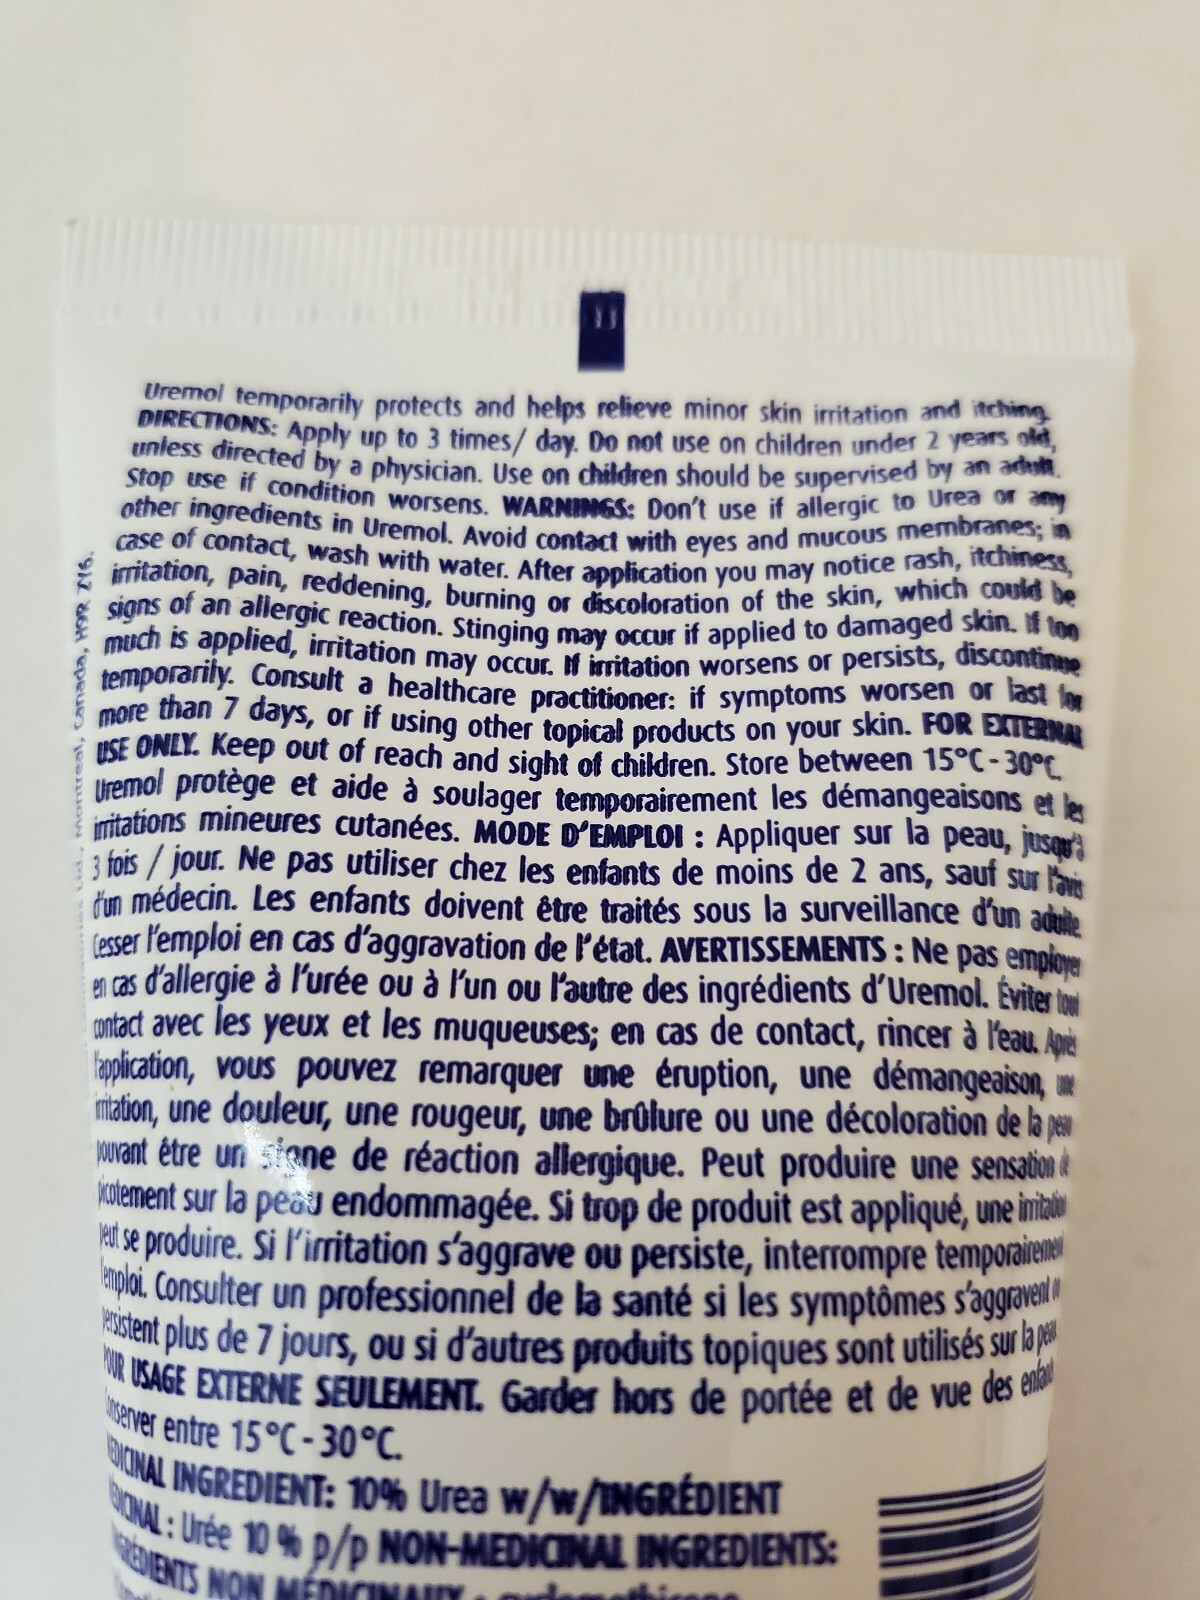 Uremol temporarily protects and helps relieve minor skin irritation and itching.
DIRECTIONS: Apply up to 3 times/ day. Do not use on children under 2 years old,
unless directed by a physician. Use on children should be supervised by an adult.
Stop use if condition worsens. WARNINGS: Don't use if allergic to Urea or any
other ingredients in Uremol. Avoid contact with eyes and mucous membranes; in
case of contact, wash with water. After application you may notice rash, itchiness,
irritation, pain, reddening, burning or discoloration of the skin, which could be
signs of an allergic reaction. Stinging may occur if applied to damaged skin. If too
much is applied, irritation may occur. If irritation worsens or persists, discontinue
temporarily. Consult a healthcare practitioner: if symptoms worsen or last for
more than 7 days, or if using other topical products on your skin. FOR EXTERNAL
USE ONLY. Keep out of reach and sight of children. Store between 15°C - 30°C.
Uremol protège et aide à soulager temporairement les démangeaisons et les
irritations mineures cutanées. MODE D'EMPLOI : Appliquer sur la peau, jusqu'à
3 fois / jour. Ne pas utiliser chez les enfants de moins de 2 ans, sauf sur l'avis
d'un médecin. Les enfants doivent être traités sous la surveillance d'un adulte.
Cesser l'emploi en cas d'aggravation de l'état. AVERTISSEMENTS : Ne pas employer
en cas d'allergie à l'urée ou à l'un ou l'autre des ingrédients d'Uremol. Éviter tout
contact avec les yeux et les muqueuses; en cas de contact, rincer à l'eau. Après
l'application, vous pouvez remarquer une éruption, une démangeaison, une
irritation, une douleur, une rougeur, une brûlure ou une décoloration de la peau
pouvant être un signe de réaction allergique. Peut produire une sensation de
picotement sur la peau endommagée. Si trop de produit est appliqué, une irritation
peut se produire. Si l'irritation s'aggrave ou persiste, interrompre temporairement
l'emploi. Consulter un professionnel de la santé si les symptômes s'aggravent ou
persistent plus de 7 jours, ou si d'autres produits topiques sont utilisés sur la peau.
POUR USAGE EXTERNE SEULEMENT. Garder hors de portée et de vue des enfants.
Conserver entre 15°C - 30°C.
MEDICINAL INGREDIENT: 10% Urea w/w/INGRÉDIENT
MÉDICINAL : Urée 10 % p/p NON-MEDICINAL INGREDIENTS:
INGRÉDIENTS NON MÉDICINAUX : cyclomethicone
Montreal, Canada, H9R 2Y6.